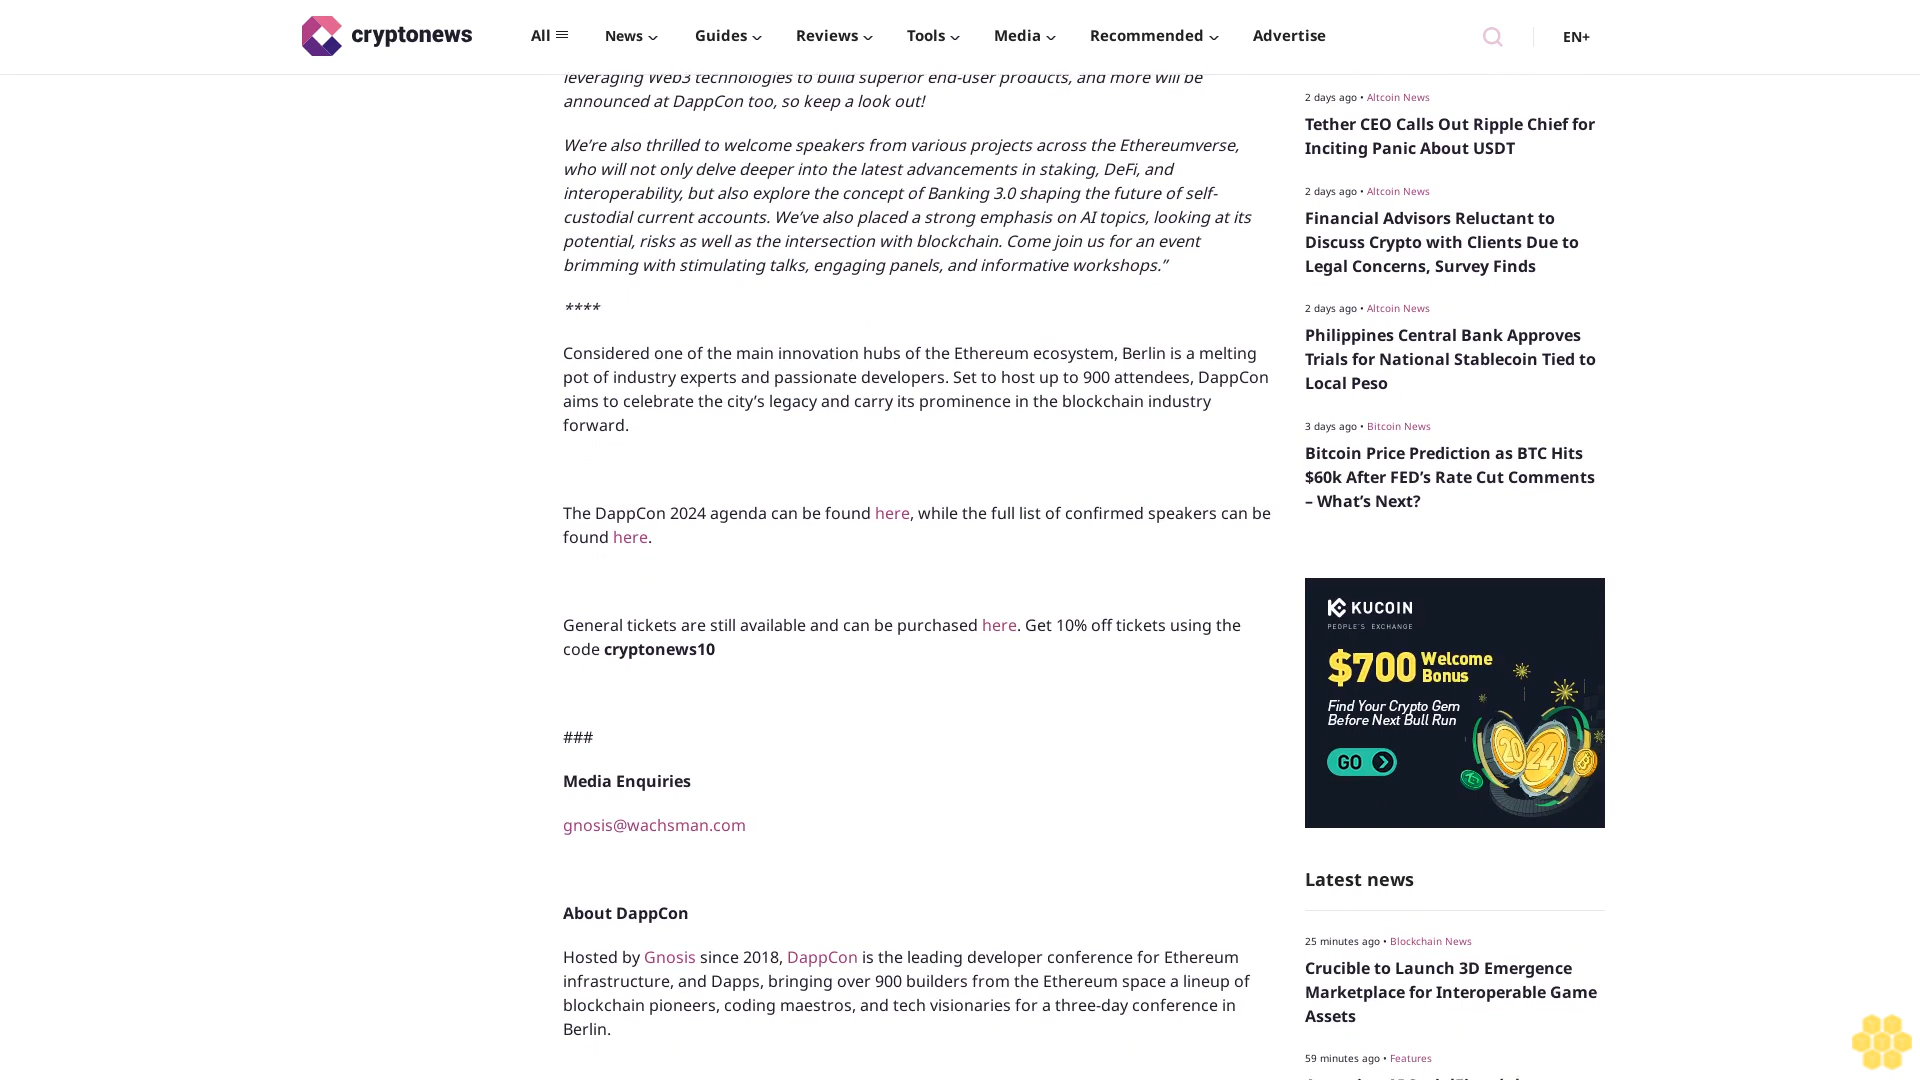 cryptonews
All
News
Guides
Reviews
Tools
Media
Recommended
Advertise
EN+
leveraging Web3 technologies to build superior end-user products, and more will be
announced at DappCon too, so keep a look out!
We’re also thrilled to welcome speakers from various projects across the Ethereumverse,
who will not only delve deeper into the latest advancements in staking, DeFi, and
interoperability, but also explore the concept of Banking 3.0 shaping the future of self-
custodial current accounts. We’ve also placed a strong emphasis on AI topics, looking at its
potential, risks as well as the intersection with blockchain. Come join us for an event
brimming with stimulating talks, engaging panels, and informative workshops.”
****
Considered one of the main innovation hubs of the Ethereum ecosystem, Berlin is a melting
pot of industry experts and passionate developers. Set to host up to 900 attendees, DappCon
aims to celebrate the city’s legacy and carry its prominence in the blockchain industry
forward.
The DappCon 2024 agenda can be found here, while the full list of confirmed speakers can be
found here.
General tickets are still available and can be purchased here. Get 10% off tickets using the
code cryptonews10
###
Media Enquiries
gnosis@wachsman.com
About DappCon
Hosted by Gnosis since 2018, DappCon is the leading developer conference for Ethereum
infrastructure, and Dapps, bringing over 900 builders from the Ethereum space a lineup of
blockchain pioneers, coding maestros, and tech visionaries for a three-day conference in
Berlin.
2 days ago • Altcoin News
Tether CEO Calls Out Ripple Chief for
Inciting Panic About USDT
2 days ago • Altcoin News
Financial Advisors Reluctant to
Discuss Crypto with Clients Due to
Legal Concerns, Survey Finds
2 days ago • Altcoin News
Philippines Central Bank Approves
Trials for National Stablecoin Tied to
Local Peso
3 days ago • Bitcoin News
Bitcoin Price Prediction as BTC Hits
$60k After FED’s Rate Cut Comments
– What’s Next?
KUCOIN
PEOPLE'S EXCHANGE
$700 Welcome
Bonus
Find Your Crypto Gem
Before Next Bull Run
GO
20 24
Latest news
25 minutes ago • Blockchain News
Crucible to Launch 3D Emergence
Marketplace for Interoperable Game
Assets
59 minutes ago • Features